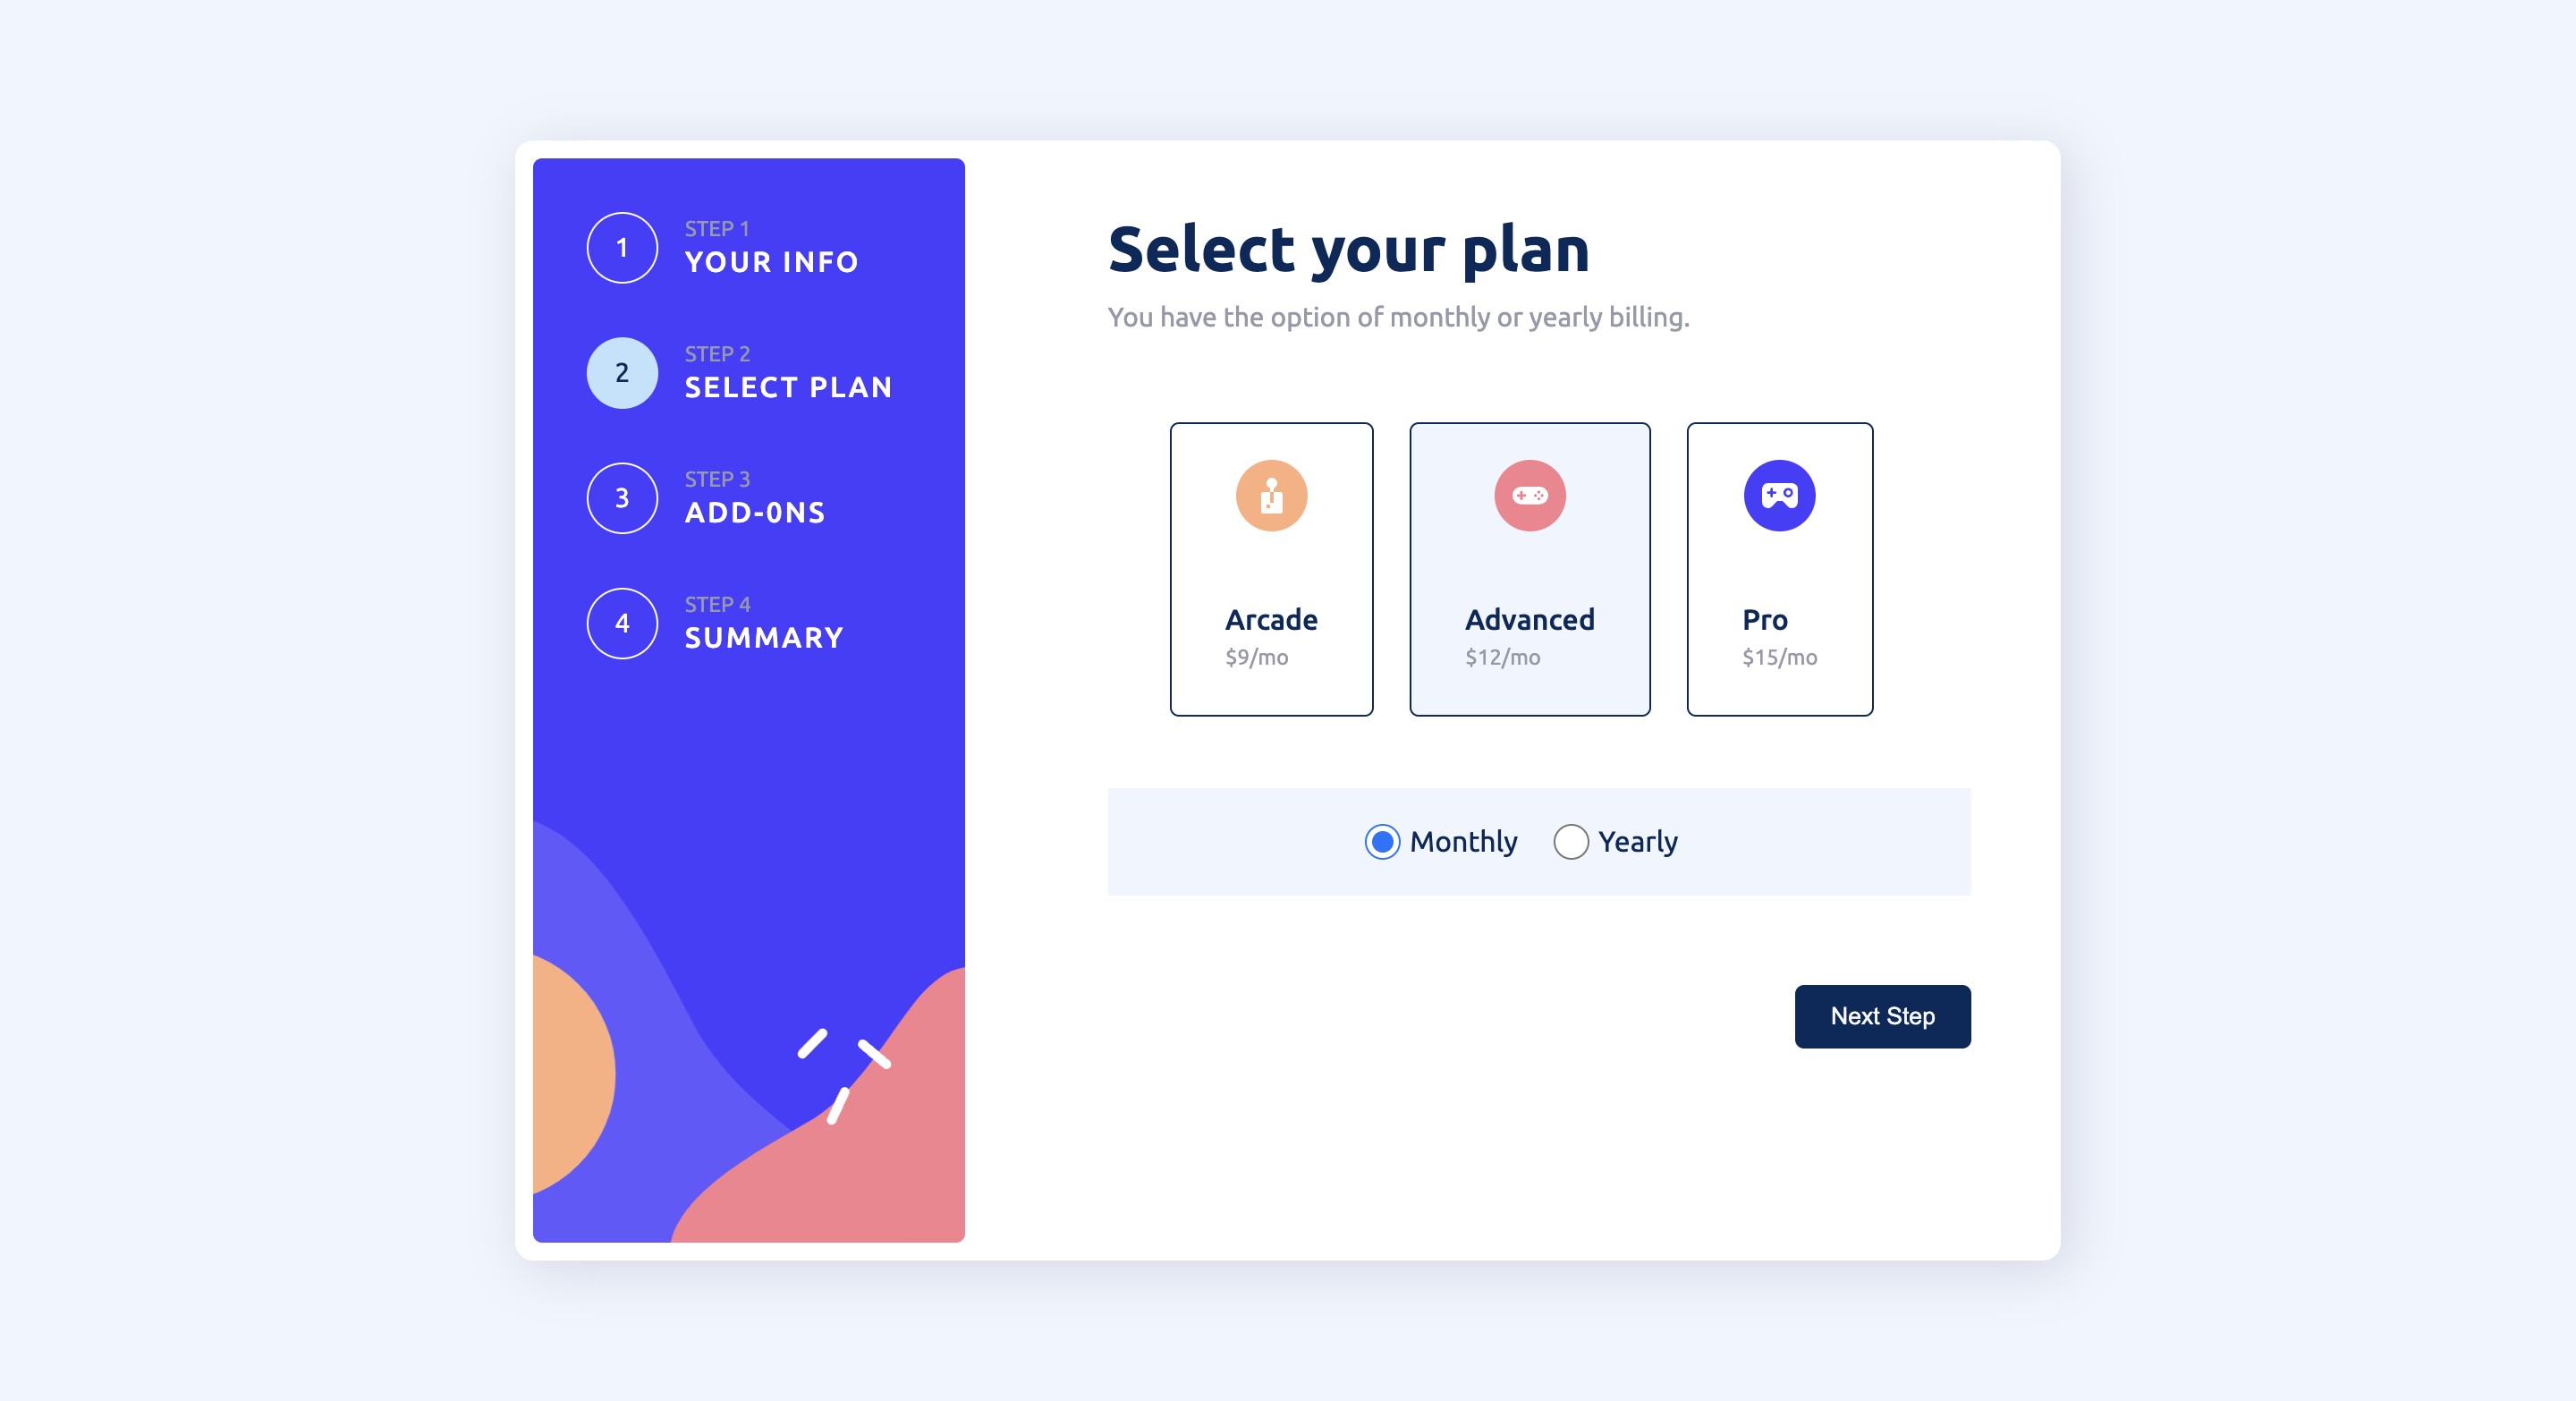 1
STEP 1
YOUR INFO
2
STEP 2
SELECT PLAN
3
STEP 3
ADD-0NS
4
STEP 4
SUMMARY
Select your plan
You have the option of monthly or yearly billing.
Arcade
$9/mo
Advanced
$12/mo
Pro
$15/mo
Monthly Yearly
Next Step